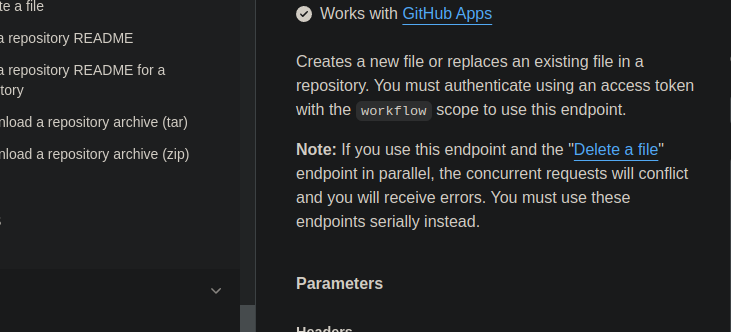 te a file
a repository README
a repository README for a
tory
nload a repository archive (tar)
nload a repository archive (zip)
Works with GitHub Apps
Creates a new file or replaces an existing file in a
repository. You must authenticate using an access token
with the workflow scope to use this endpoint.
Note: If you use this endpoint and the "Delete a file"
endpoint in parallel, the concurrent requests will conflict
and you will receive errors. You must use these
endpoints serially instead.
Parameters
Headers